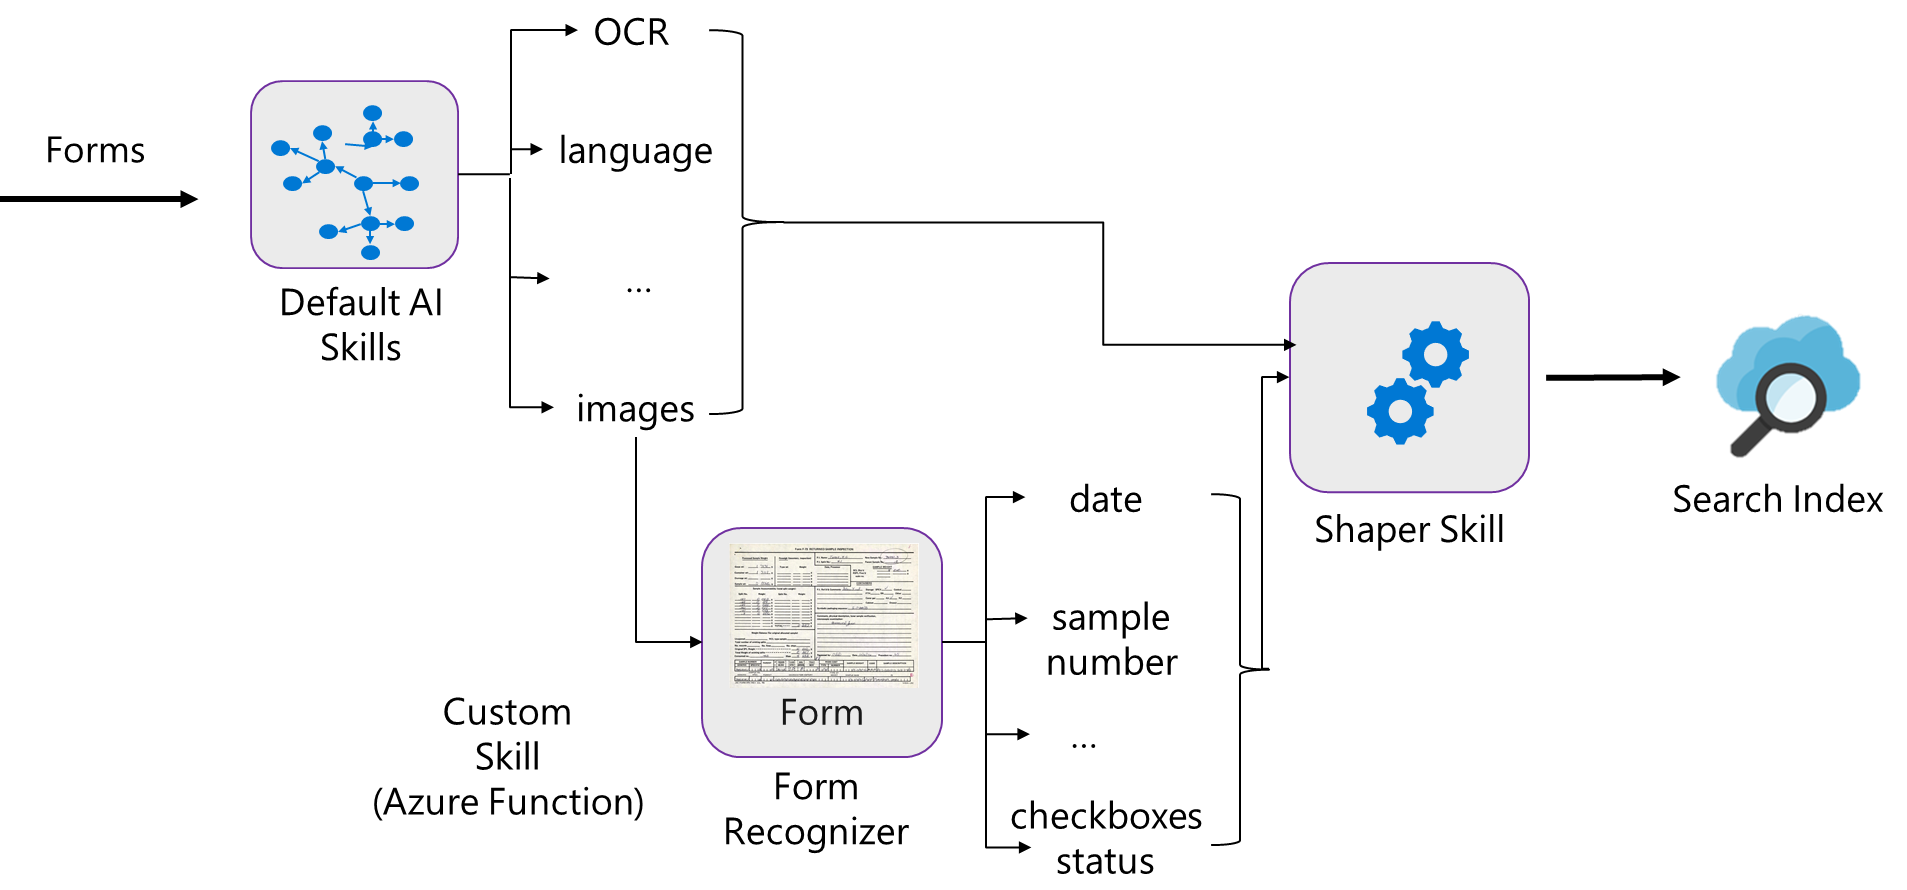 OCR
Forms
language
Default AI
Skills
...
images
date
Shaper Skill
Search Index
sample
number
Form
Custom
Skill
(Azure Function)
...
Form
Recognizer
checkboxes
status